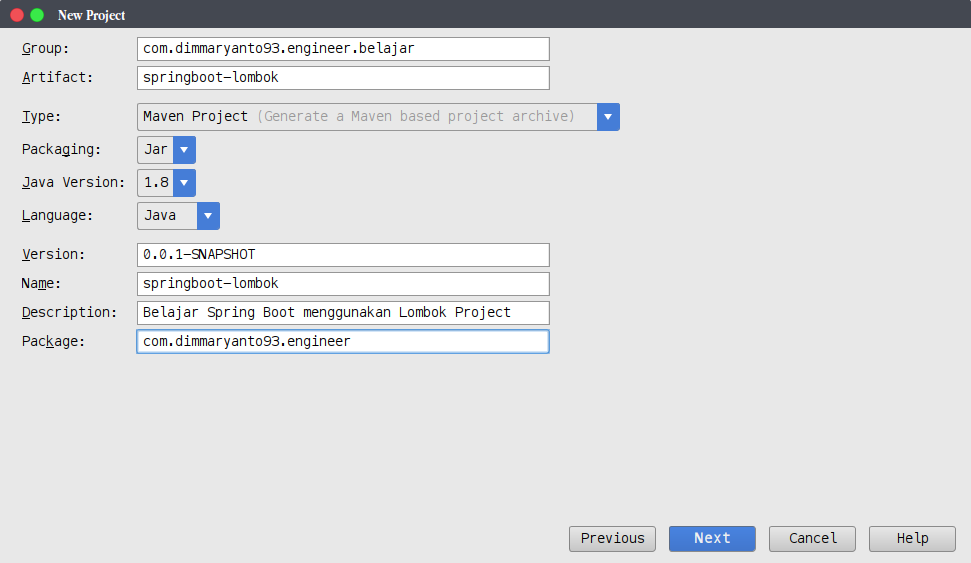 New Project
Group: com.dimmaryanto93.engineer.belajar
Artifact: springboot-lombok
Type: Maven Project (Generate a Maven based project archive)
Packaging: Jar
Java Version: 1.8
Language: Java
Version: 0.0.1-SNAPSHOT
Name: springboot-lombok
Description: Belajar Spring Boot menggunakan Lombok Project
Package: com.dimmaryanto93.engineer
Previous Next Cancel Help